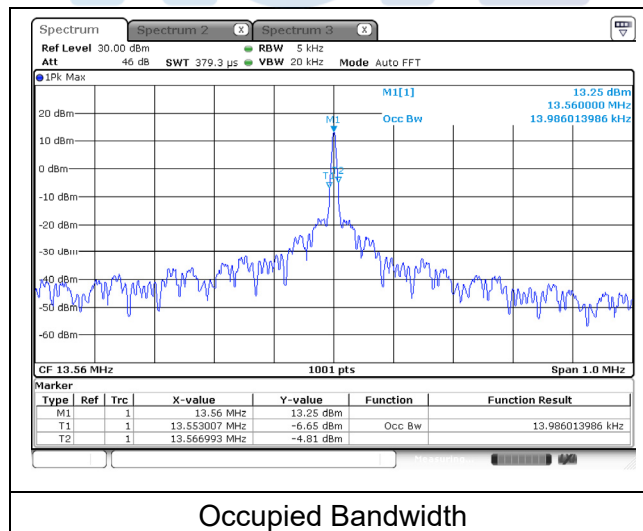 Spectrum Spectrum 2 X Spectrum 3 X
Ref Level 30.00 dBm RBW 5 kHz
Att 46 dB SWT 379.3 µs VBW 20 kHz Mode Auto FFT
1Pk Max
M1[1] 13.25 dBm
13.560000 MHz
Occ Bw 13.986013986 kHz
M1
20 dBm
10 dBm
0 dBm
-10 dBm
-20 dBm
-30 dBm
-40 dBm
-50 dBm
-60 dBm
CF 13.56 MHz 1001 pts Span 1.0 MHz
Marker
Type Ref Trc X-value Y-value Function Function Result
M1 1 13.56 MHz 13.25 dBm
T1 1 13.553007 MHz -6.65 dBm Occ Bw 13.986013986 kHz
T2 1 13.566993 MHz -4.81 dBm
Measuring...
Occupied Bandwidth